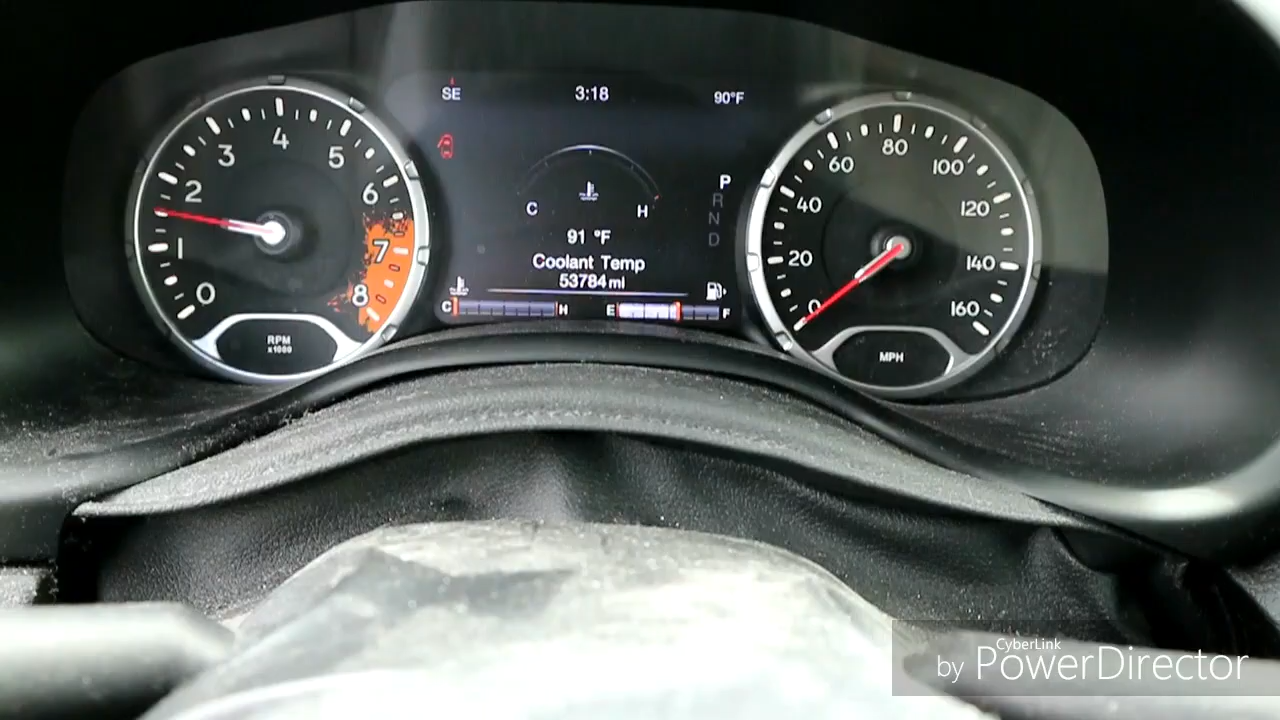 SE 3:18 90°F
0 1 2 3 4 5 6 7 8
RPM
x1000
C H
91 °F
Coolant Temp
53784 mi
C H E F
P
R
N
D
0 20 40 60 80 100 120 140 160
MPH
CyberLink
by PowerDirector